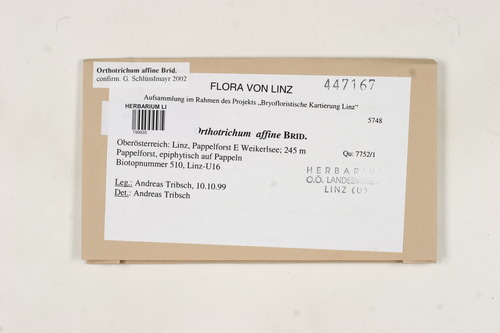 Orthotrichum affine Brid.
confirm. G. Schlüsslmayr 2002
FLORA VON LINZ
447167
Aufsammlung im Rahmen des Projekts „Bryofloristische Kartierung Linz“
HERBARIUM LI
5748
Orthotrichum affine BRID.
Oberösterreich: Linz, Pappelforst E Weikerlsee; 245 m
Qu: 7752/1
Pappelforst, epiphytisch auf Pappeln
Biotopnummer 510, Linz-U16
HERBARIUM
O.Ö. LANDESMUSEUM
LINZ (U)
Leg.: Andreas Tribsch, 10.10.99
Det.: Andreas Tribsch